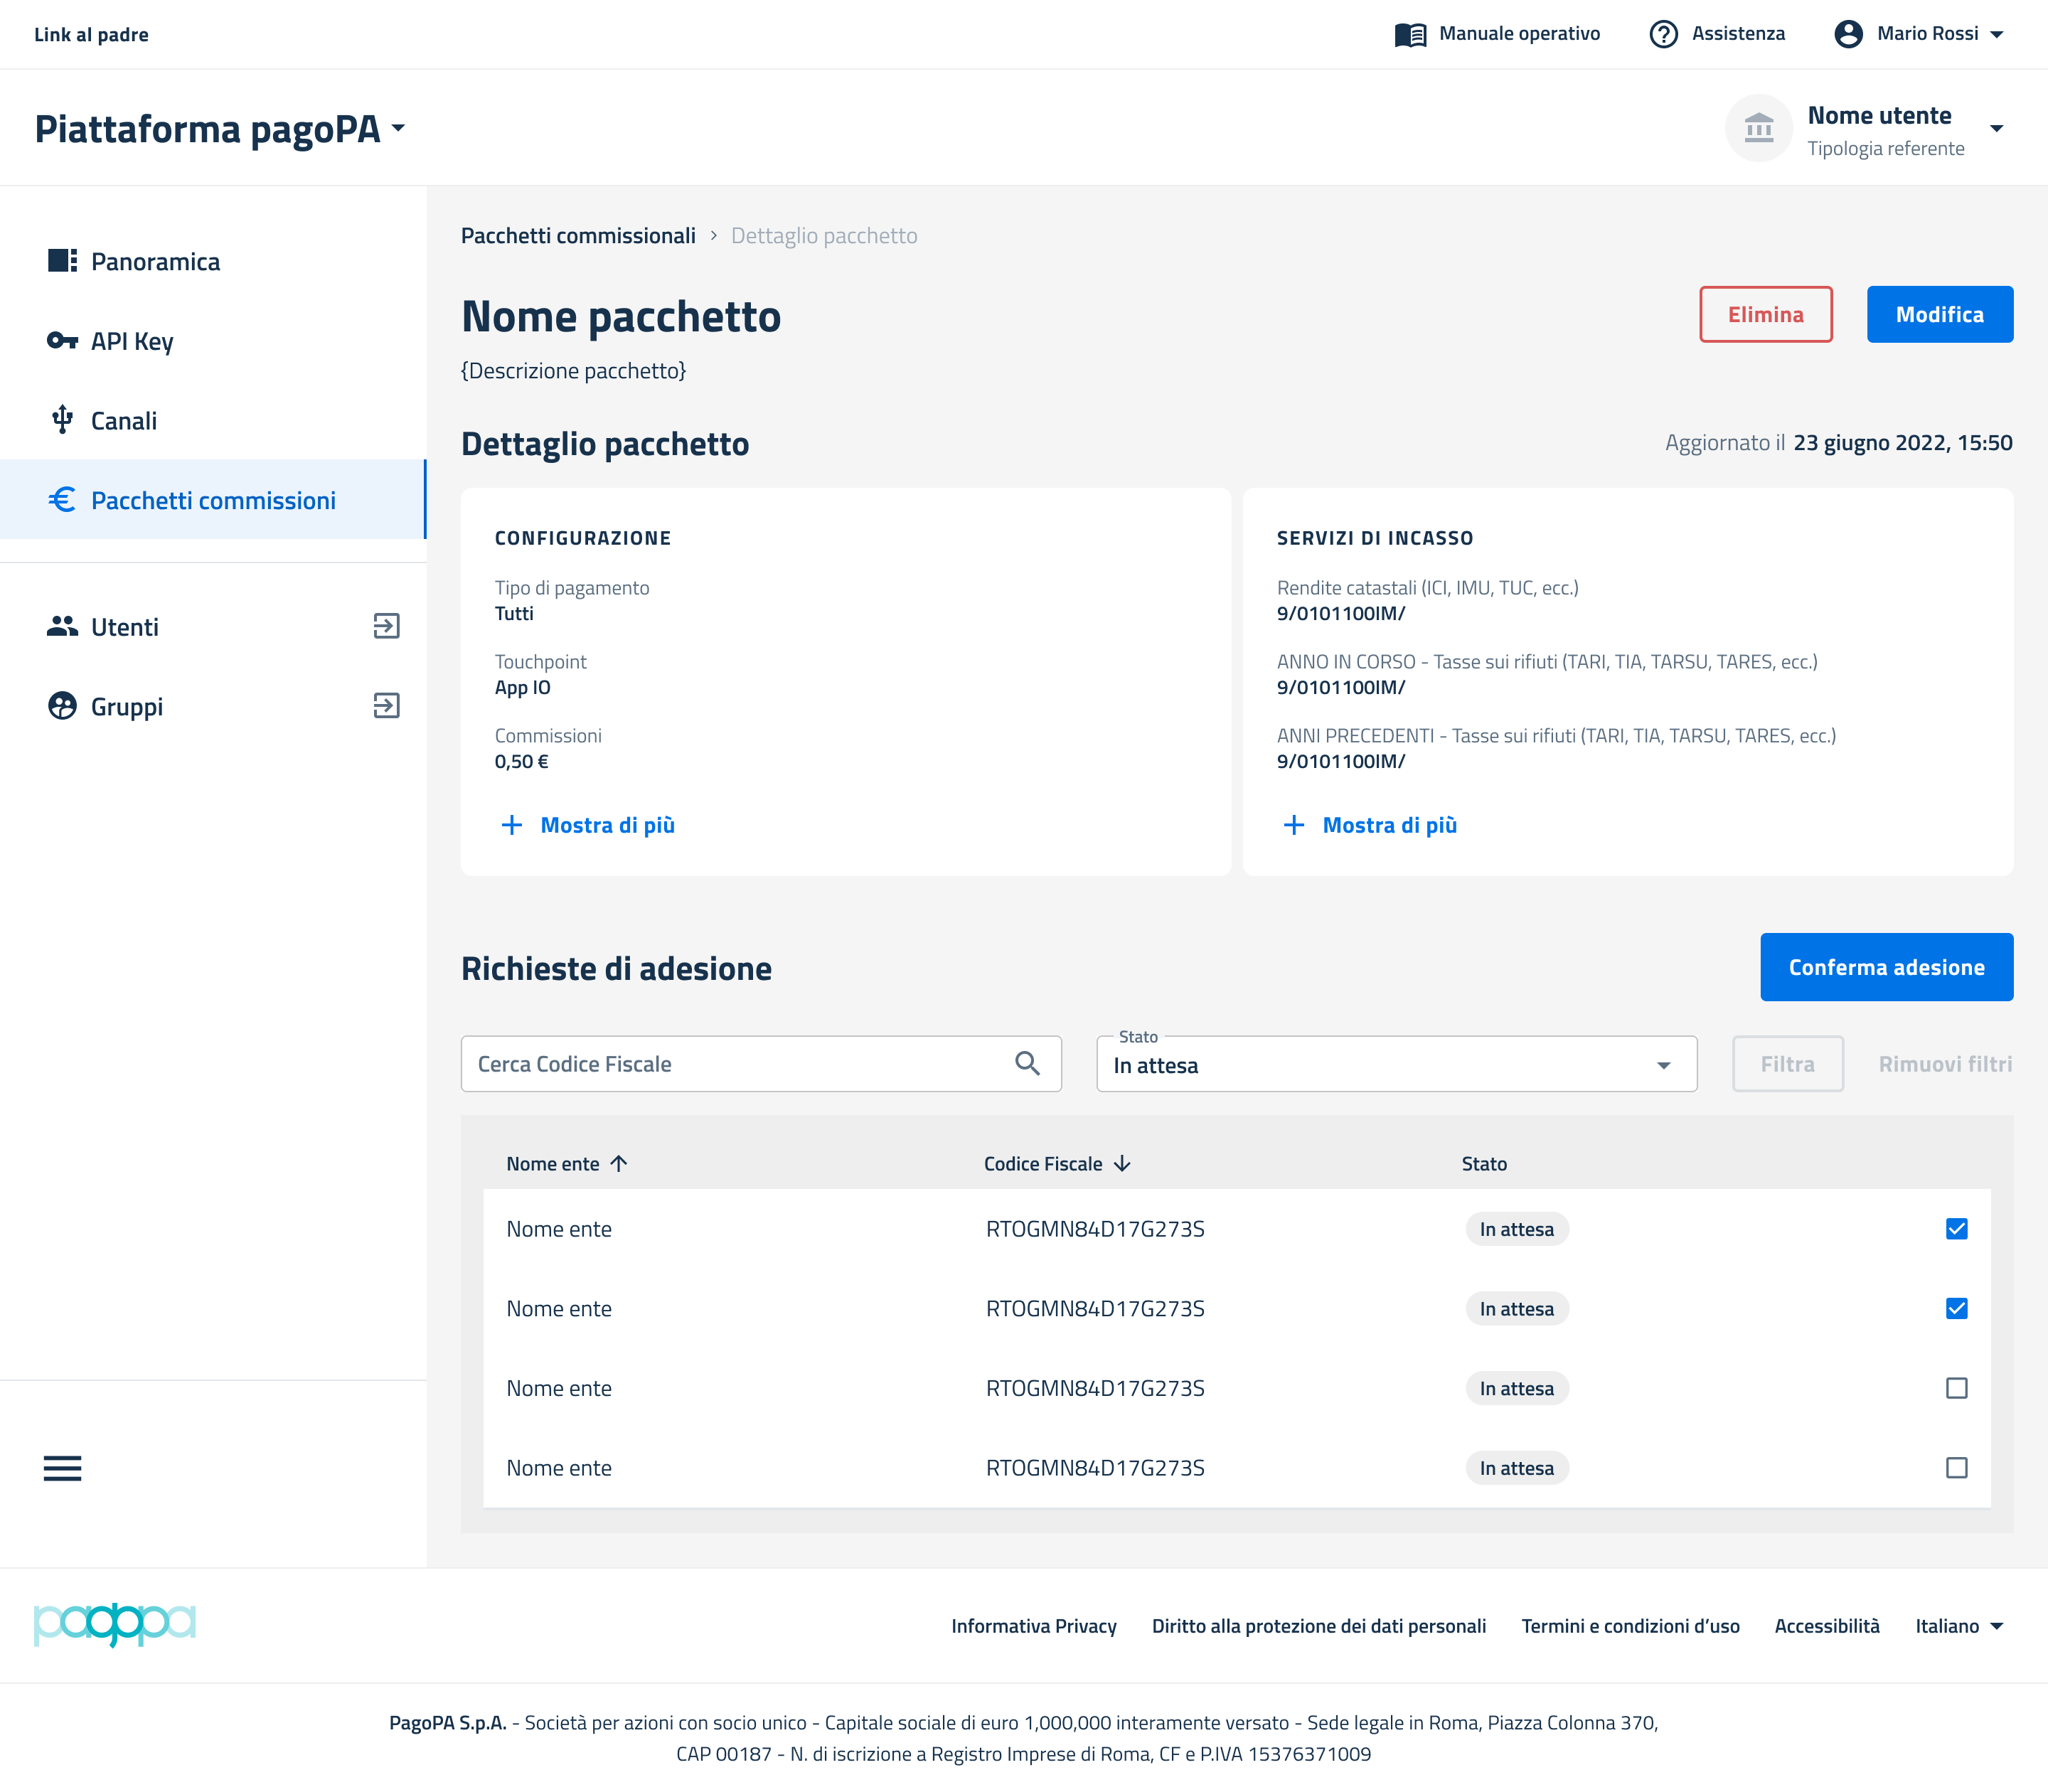 Link al padre
Manuale operativo
Assistenza
Mario Rossi
Piattaforma pagoPA
Nome utente
Tipologia referente
Panoramica
API Key
Canali
Pacchetti commissioni
Utenti
Gruppi
Pacchetti commissionali > Dettaglio pacchetto
Nome pacchetto
Elimina
Modifica
{Descrizione pacchetto}
Dettaglio pacchetto
Aggiornato il 23 giugno 2022, 15:50
CONFIGURAZIONE
Tipo di pagamento
Tutti
Touchpoint
App IO
Commissioni
0,50 €
Mostra di più
SERVIZI DI INCASSO
Rendite catastali (ICI, IMU, TUC, ecc.)
9/0101100IM/
ANNO IN CORSO - Tasse sui rifiuti (TARI, TIA, TARSU, TARES, ecc.)
9/0101100IM/
ANNI PRECEDENTI - Tasse sui rifiuti (TARI, TIA, TARSU, TARES, ecc.)
9/0101100IM/
Mostra di più
Richieste di adesione
Conferma adesione
Cerca Codice Fiscale
Stato
In attesa
Filtra
Rimuovi filtri
Nome ente Codice Fiscale Stato
Nome ente RTOGMN84D17G273S In attesa
Nome ente RTOGMN84D17G273S In attesa
Nome ente RTOGMN84D17G273S In attesa
Nome ente RTOGMN84D17G273S In attesa
pagopa
Informativa Privacy
Diritto alla protezione dei dati personali
Termini e condizioni d’uso
Accessibilità
Italiano
PagoPA S.p.A. - Società per azioni con socio unico - Capitale sociale di euro 1,000,000 interamente versato - Sede legale in Roma, Piazza Colonna 370,
CAP 00187 - N. di iscrizione a Registro Imprese di Roma, CF e P.IVA 15376371009